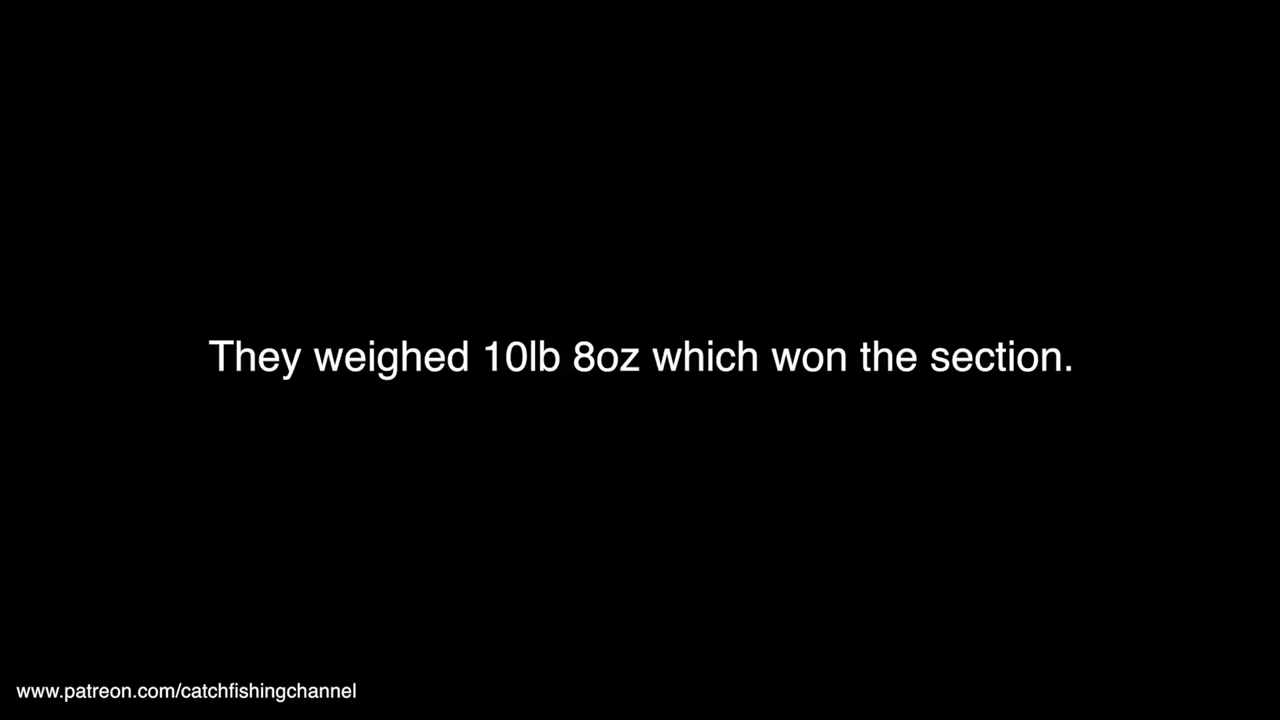 They weighed 10lb 8oz which won the section.
www.patreon.com/catchfishingchannel